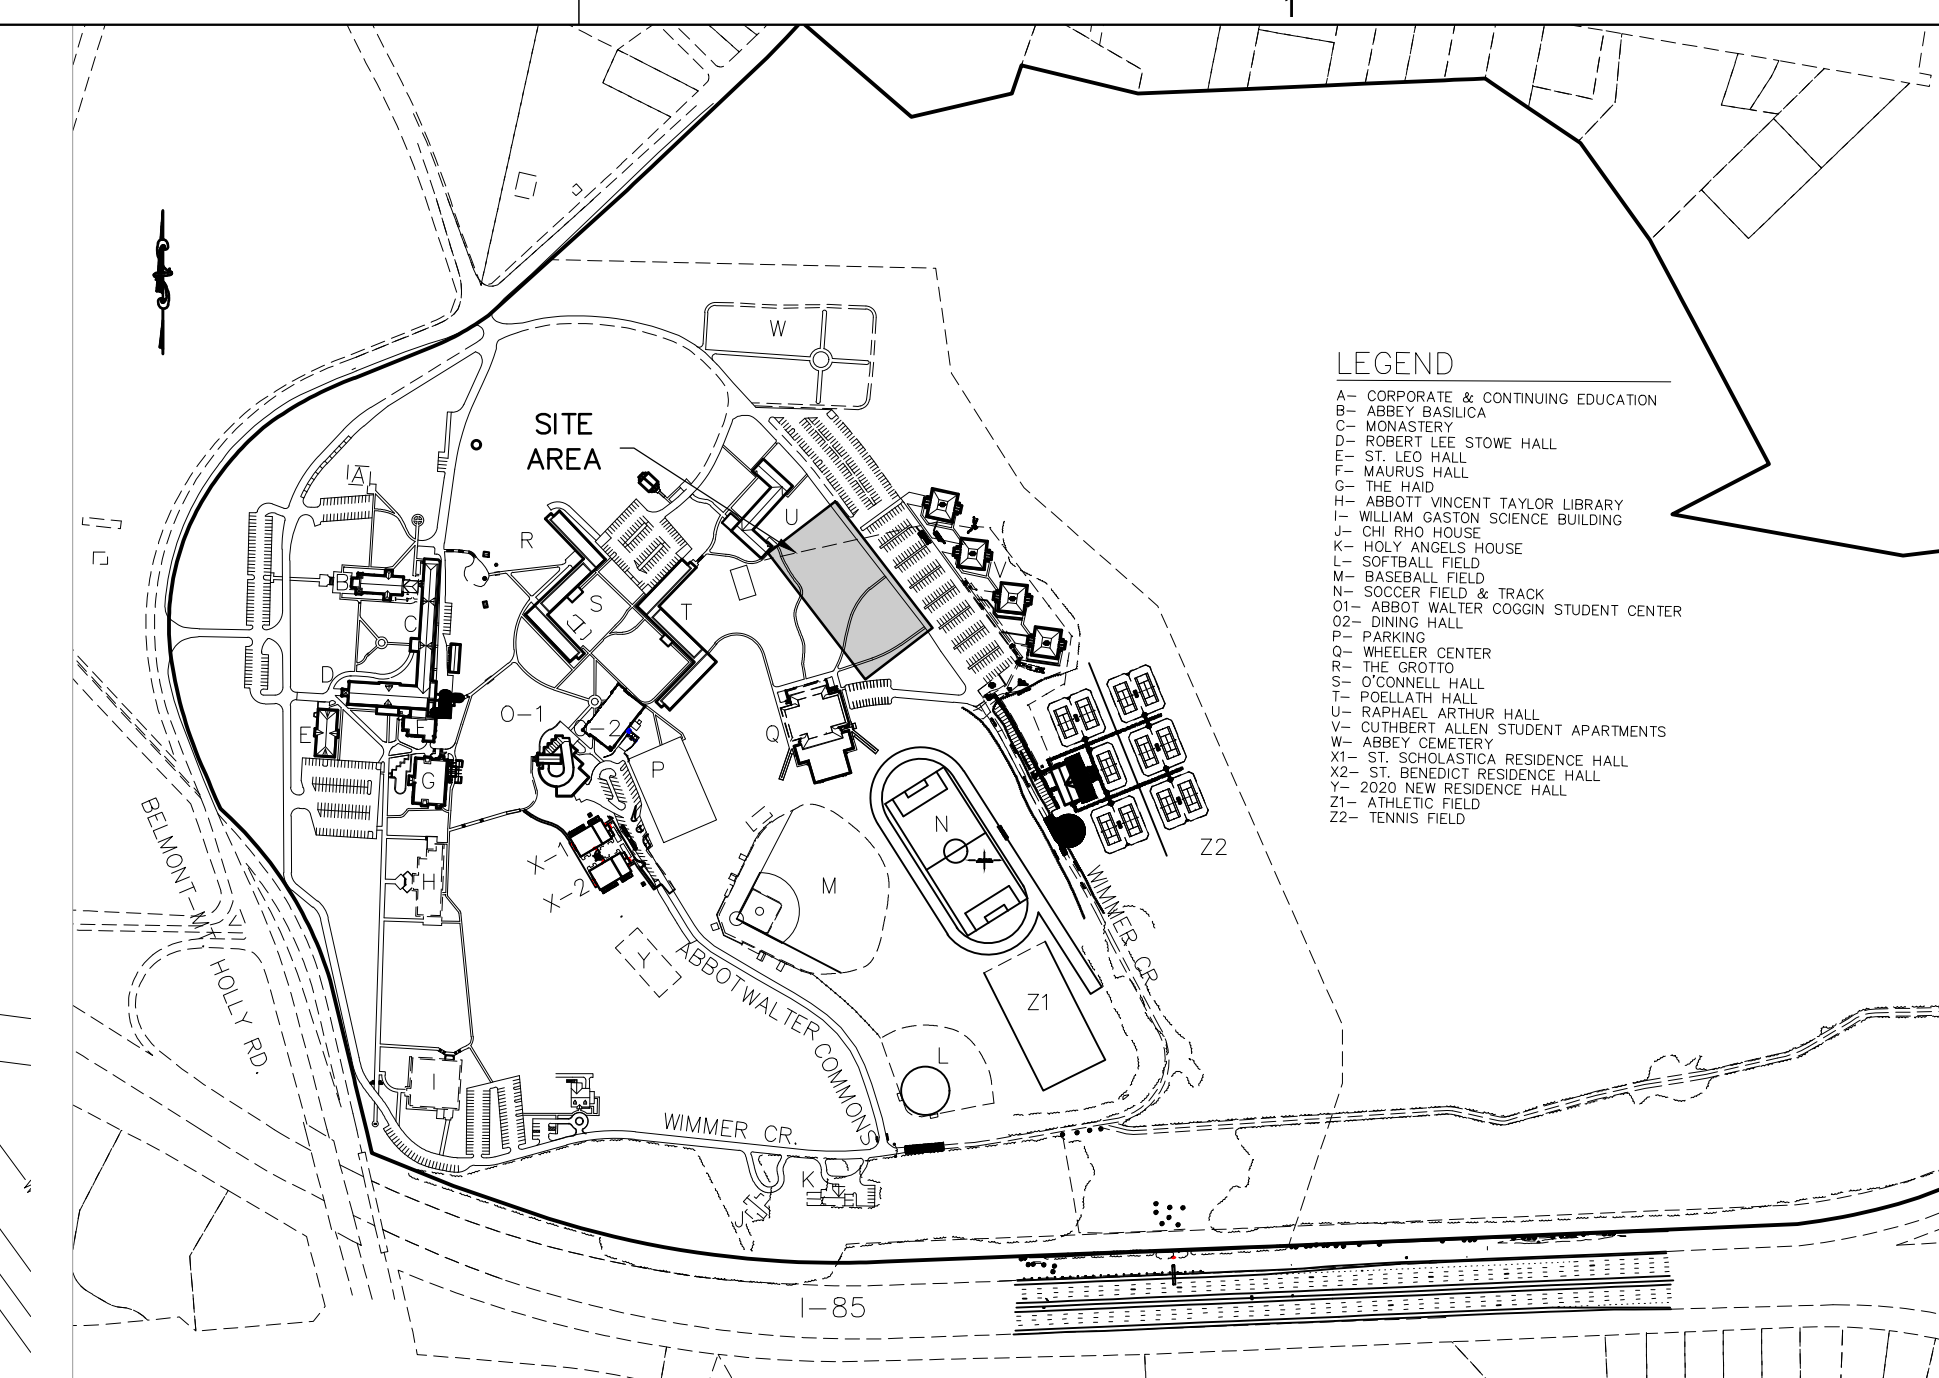 1
W
LEGEND
SITE
AREA
A— CORPORATE & CONTINUING EDUCATION
B— ABBEY BASILICA
C— MONASTERY
D— ROBERT LEE STOWE HALL
E— ST. LEO HALL
F— MAURUS HALL
G— THE HAID
H— ABBOTT VINCENT TAYLOR LIBRARY
I— WILLIAM GASTON SCIENCE BUILDING
J— CHI RHO HOUSE
K— HOLY ANGELS HOUSE
L— SOFTBALL FIELD
M— BASEBALL FIELD
N— SOCCER FIELD & TRACK
O1— ABBOT WALTER COGGIN STUDENT CENTER
O2— DINING HALL
P— PARKING
Q— WHEELER CENTER
R— THE GROTTO
S— O'CONNELL HALL
T— POELLATH HALL
U— RAPHAEL ARTHUR HALL
V— CUTHBERT ALLEN STUDENT APARTMENTS
W— ABBEY CEMETERY
X1— ST. SCHOLASTICA RESIDENCE HALL
X2— ST. BENEDICT RESIDENCE HALL
Y— 2020 NEW RESIDENCE HALL
Z1— ATHLETIC FIELD
Z2— TENNIS FIELD
A
U
R
V
B
S
T
C
D
O-1
O-2
E
Q
P
G
N
Z2
X-1
H
X-2
M
WIMMER CR.
BELMONT MT. HOLLY RD.
Y
ABBOT WALTER COMMONS
Z1
L
I
WIMMER CR.
K
J
I-85